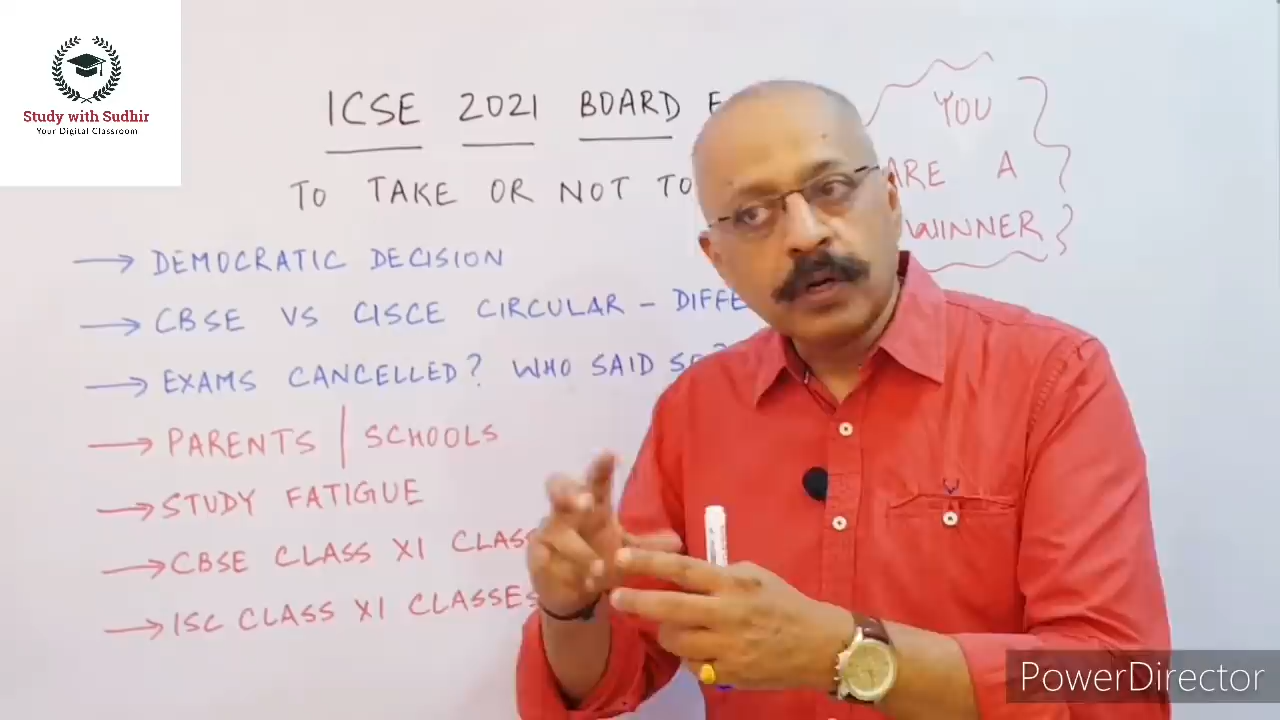 Study with Sudhir
Your Digital Classroom
ICSE 2021 BOARD E
TO TAKE OR NOT TO
YOU
ARE A
WINNER
→ DEMOCRATIC DECISION
→ CBSE VS CISCE CIRCULAR - DIFFE
→ EXAMS CANCELLED? WHO SAID SO?
→ PARENTS | SCHOOLS
→ STUDY FATIGUE
→ CBSE CLASS XI CLASS
→ ISC CLASS XI CLASSES
PowerDirector